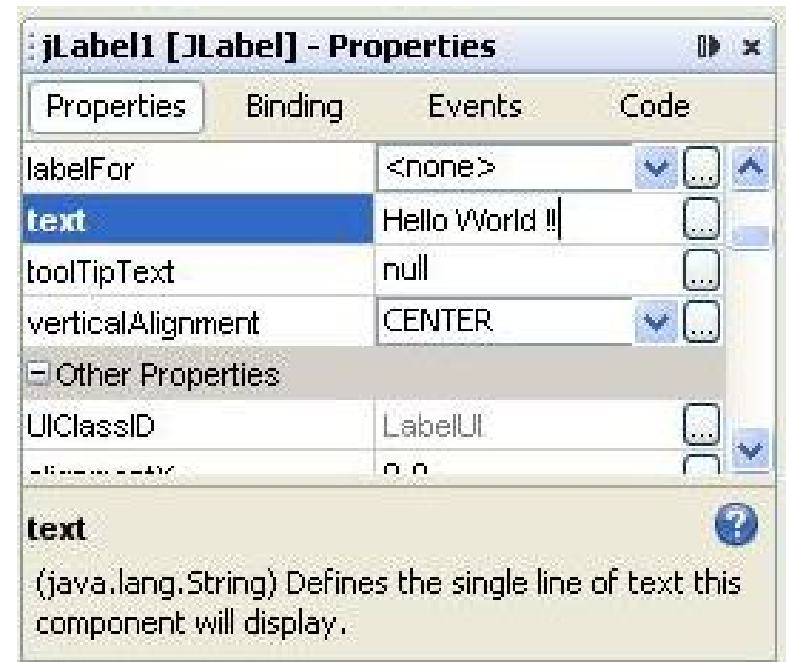 jLabel1 [JLabel] - Properties
Properties Binding Events Code
labelFor <none> ...
text Hello World !! ...
toolTipText null ...
verticalAlignment CENTER ...
Other Properties
UIClassID LabelUI ...
text
(java.lang.String) Defines the single line of text this
component will display.